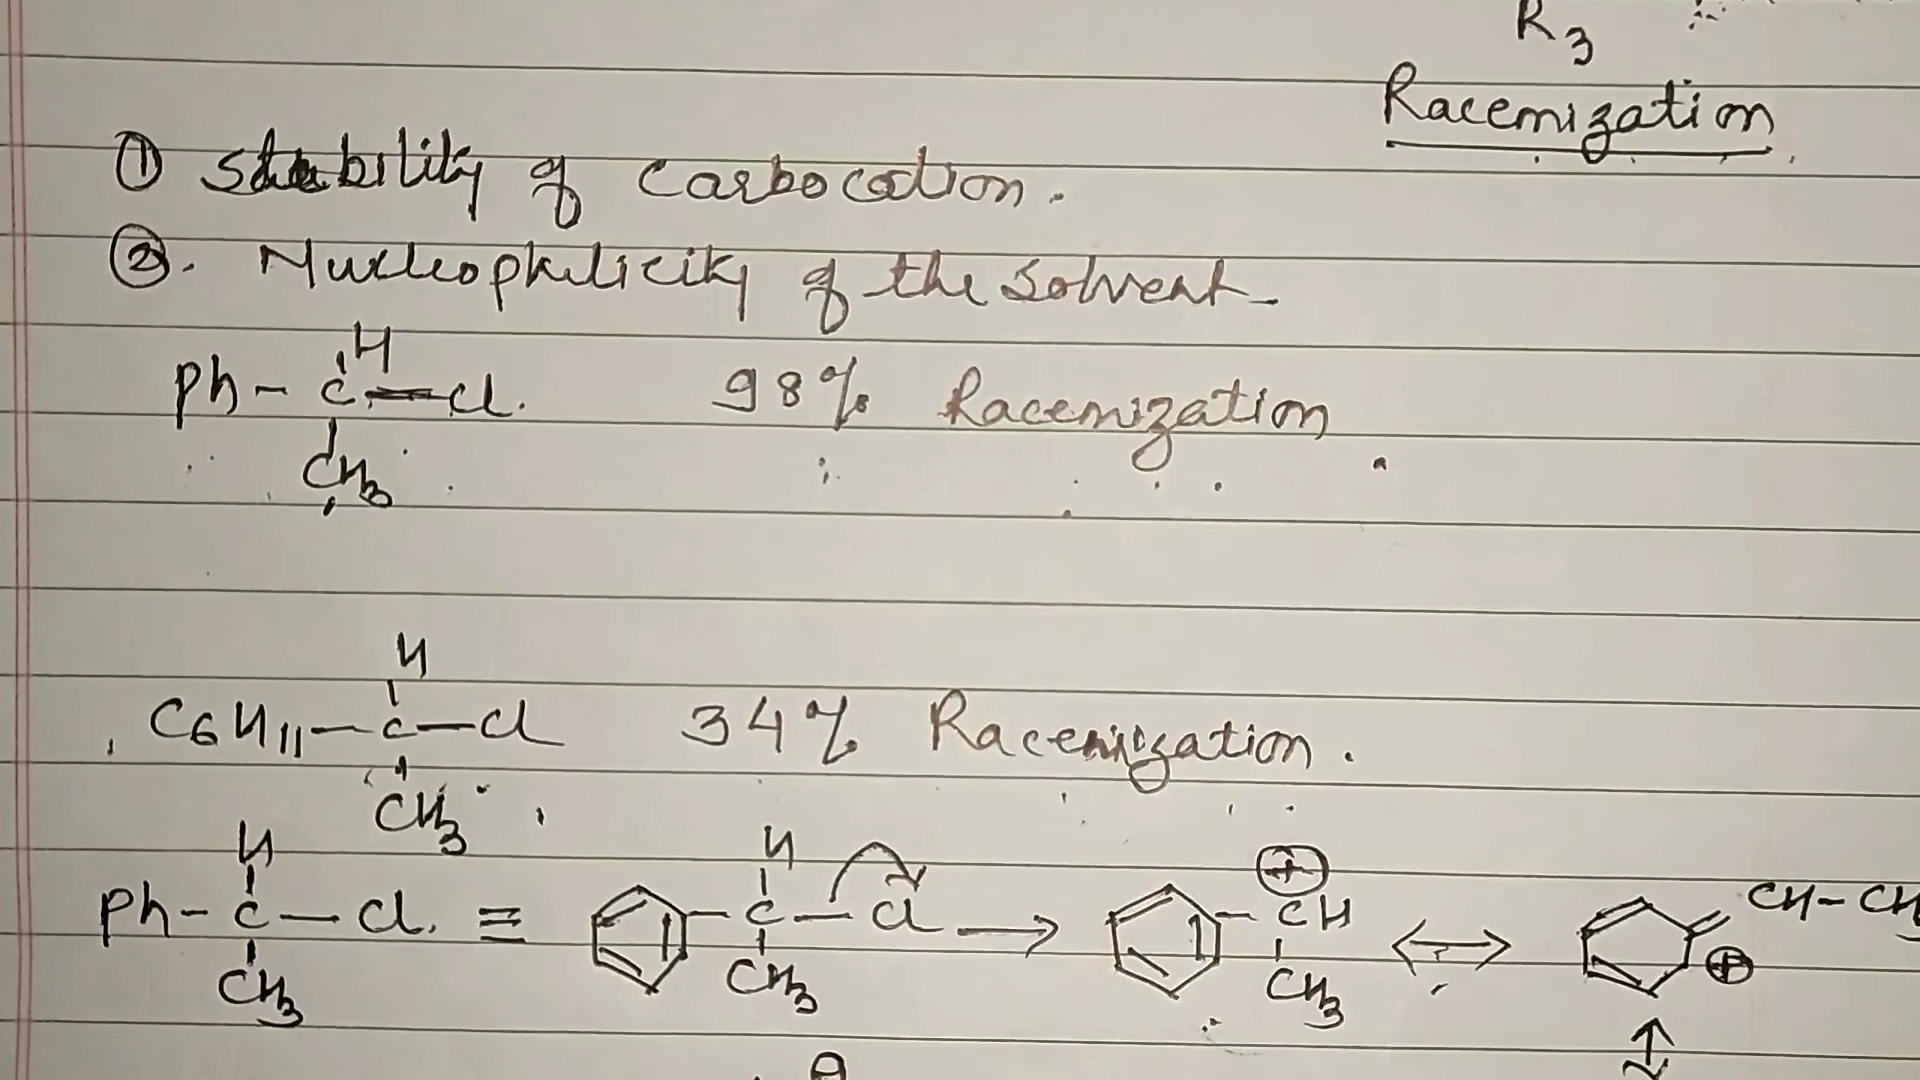 R3
Racemization
① Stability of Carbocation.
②. Nucleophilicity of the Solvent-
H
Ph-C-Cl. 98% Racemization
CH3
H
C6H11-C-Cl 34% Racemization.
CH3
H H ⊕
Ph-C-Cl. ≡ -C-Cl → -CH ↔ CH-CH3
CH3 CH3 CH3 ⊕
↕